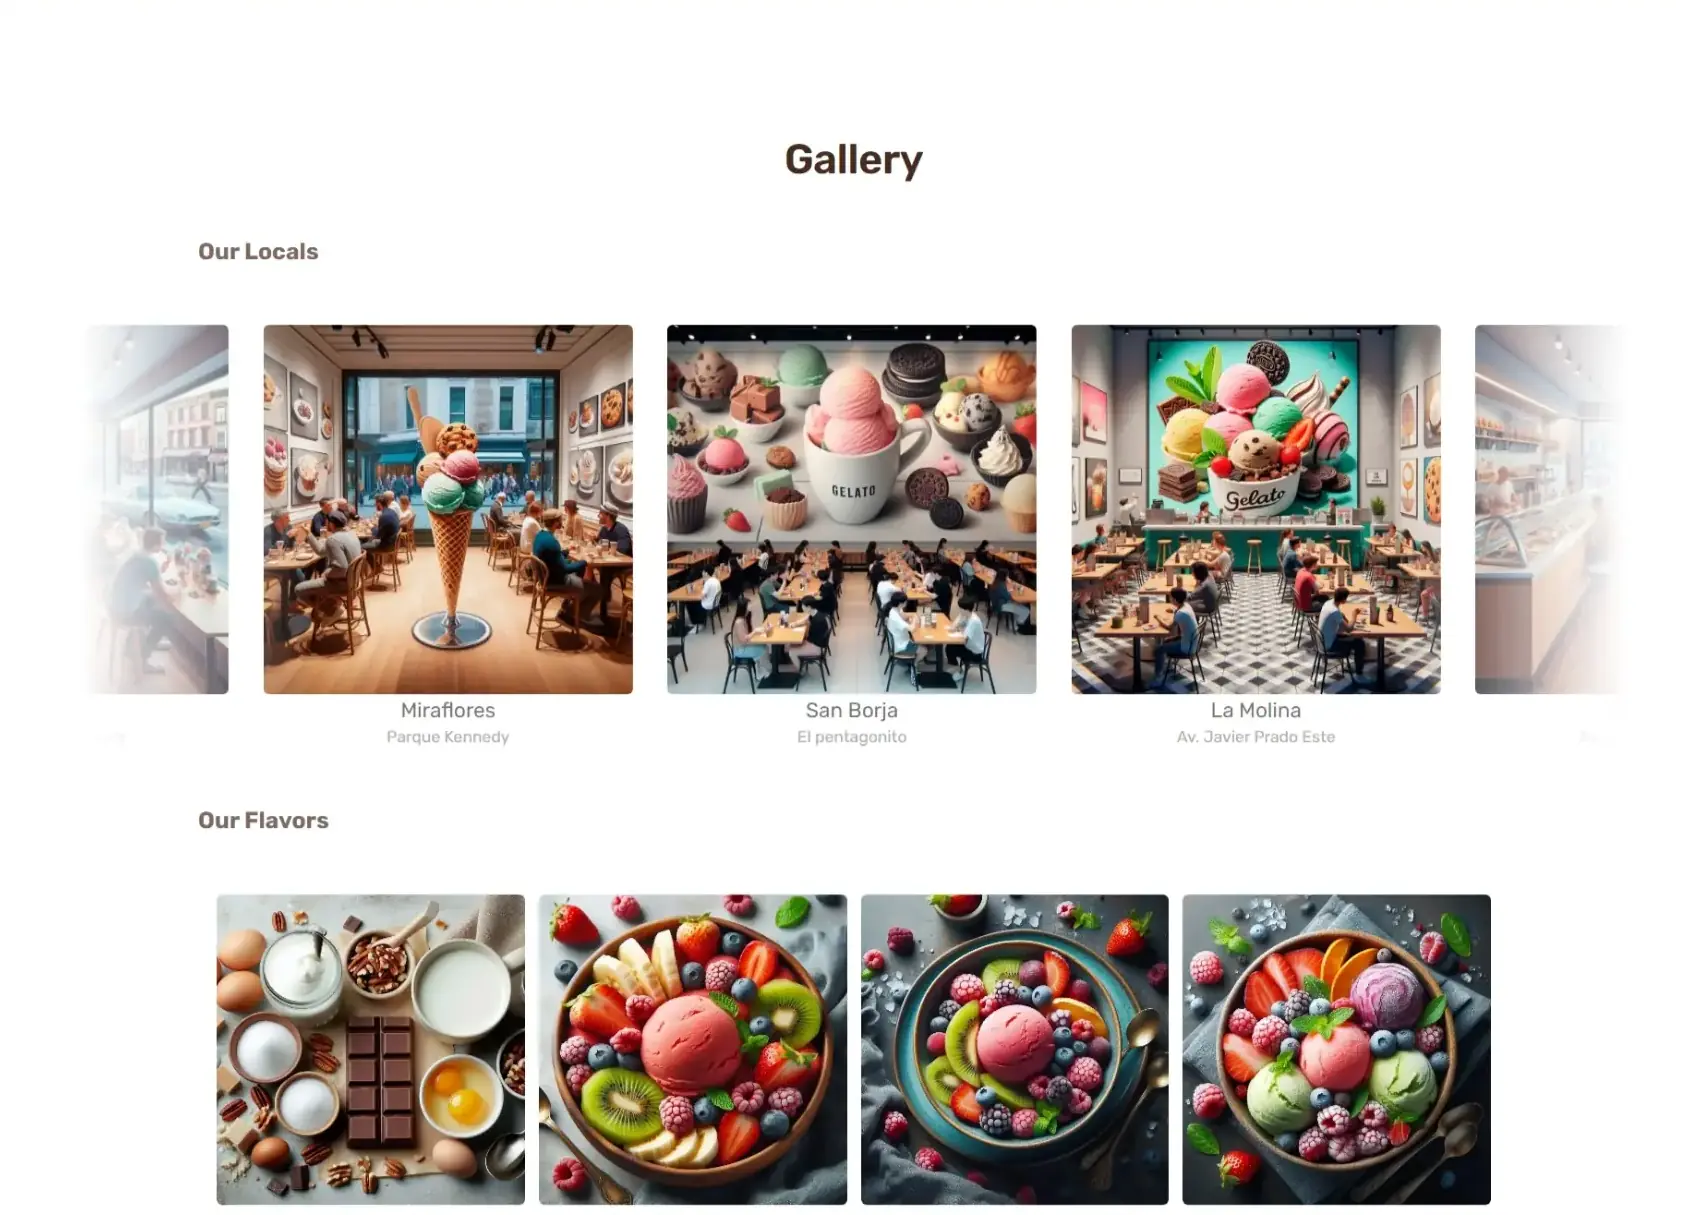 Gallery
Our Locals
GELATO
Gelato
Miraflores
San Borja
La Molina
Parque Kennedy
El pentagonito
Av. Javier Prado Este
Our Flavors